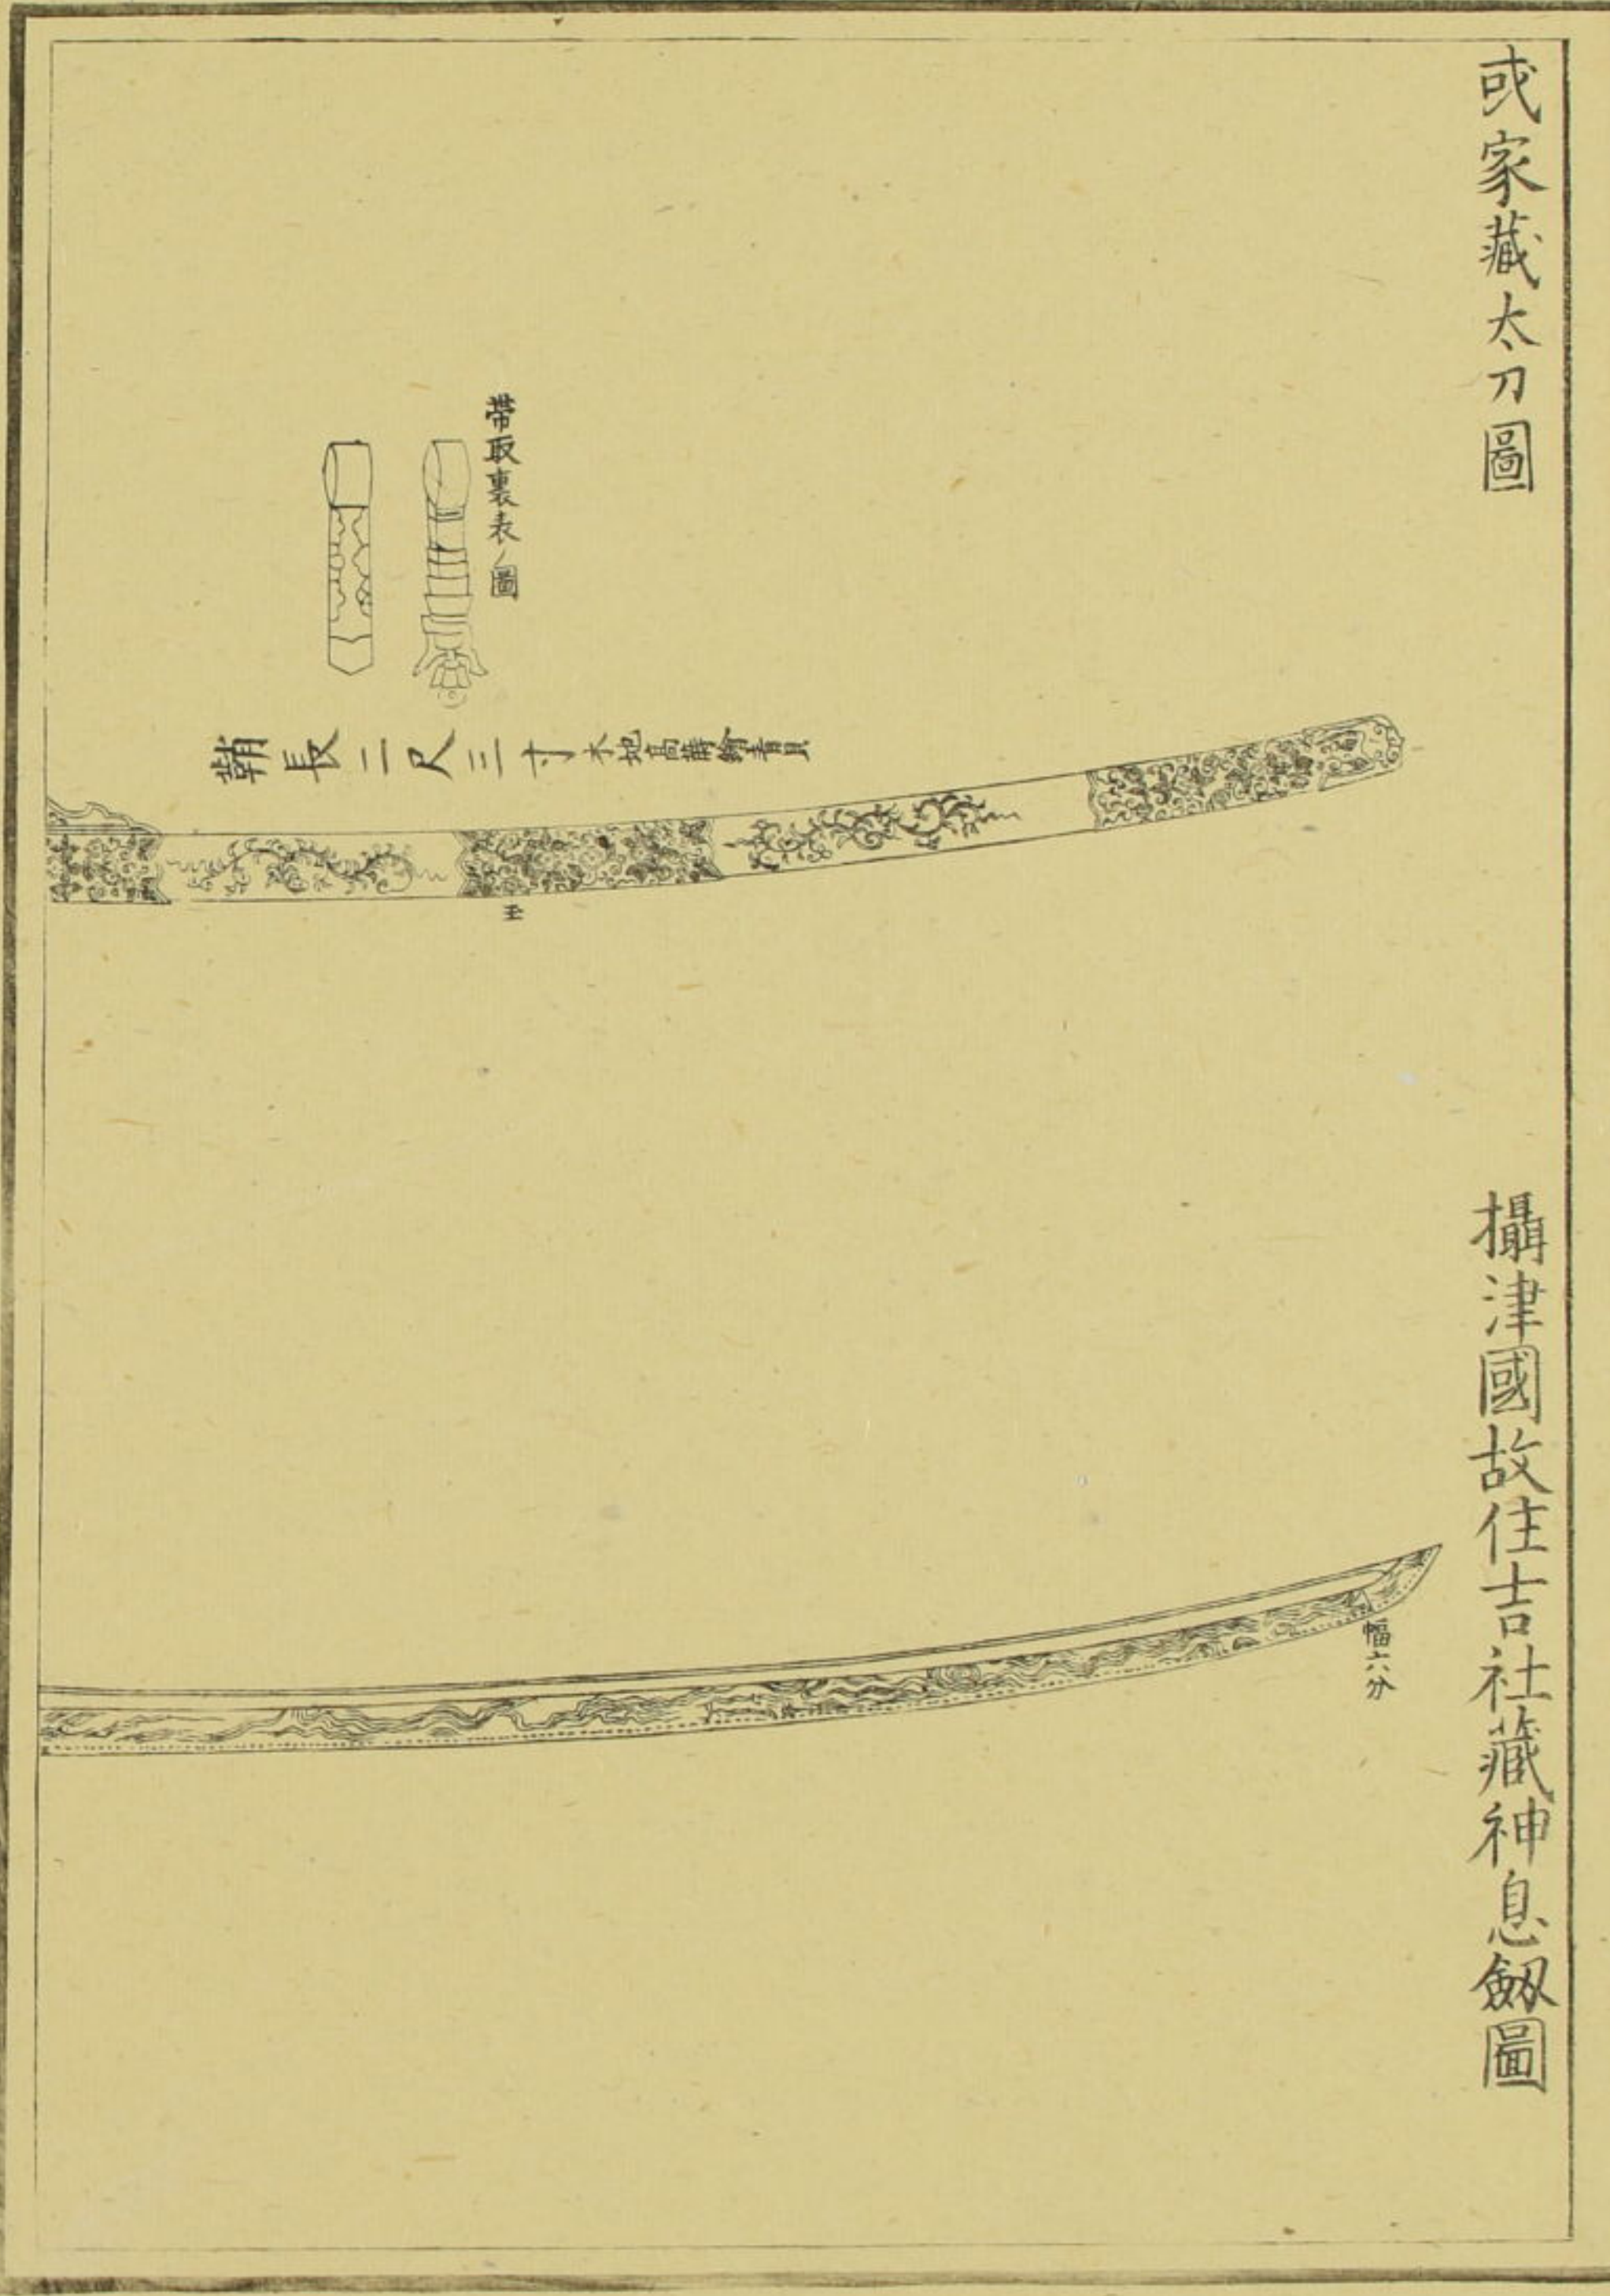 或家藏太刀圖
帶取裏表ノ圖
鞘長二尺三寸木地高蒔繪青貝
攝津國故住吉社藏神息劔圖
幅六分